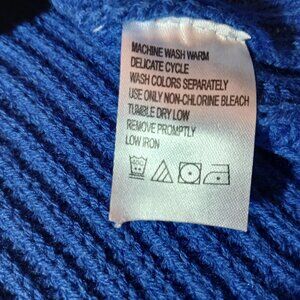 MACHINE WASH WARM
DELICATE CYCLE
WASH COLORS SEPARATELY
USE ONLY NON-CHLORINE BLEACH
TUMBLE DRY LOW
REMOVE PROMPTLY
LOW IRON